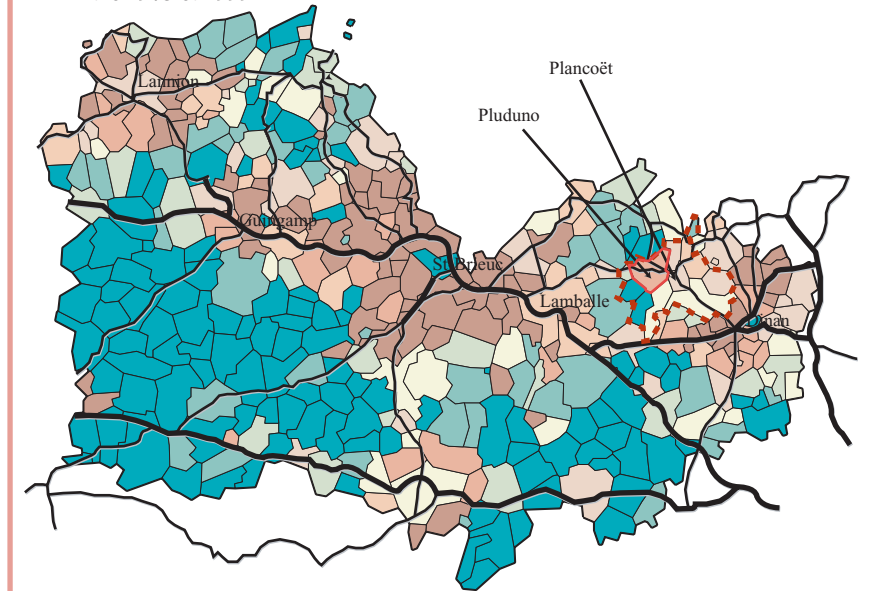 Plancoët
Pluduno
Lannion
Guingamp
St Brieuc
Lamballe
Dinan